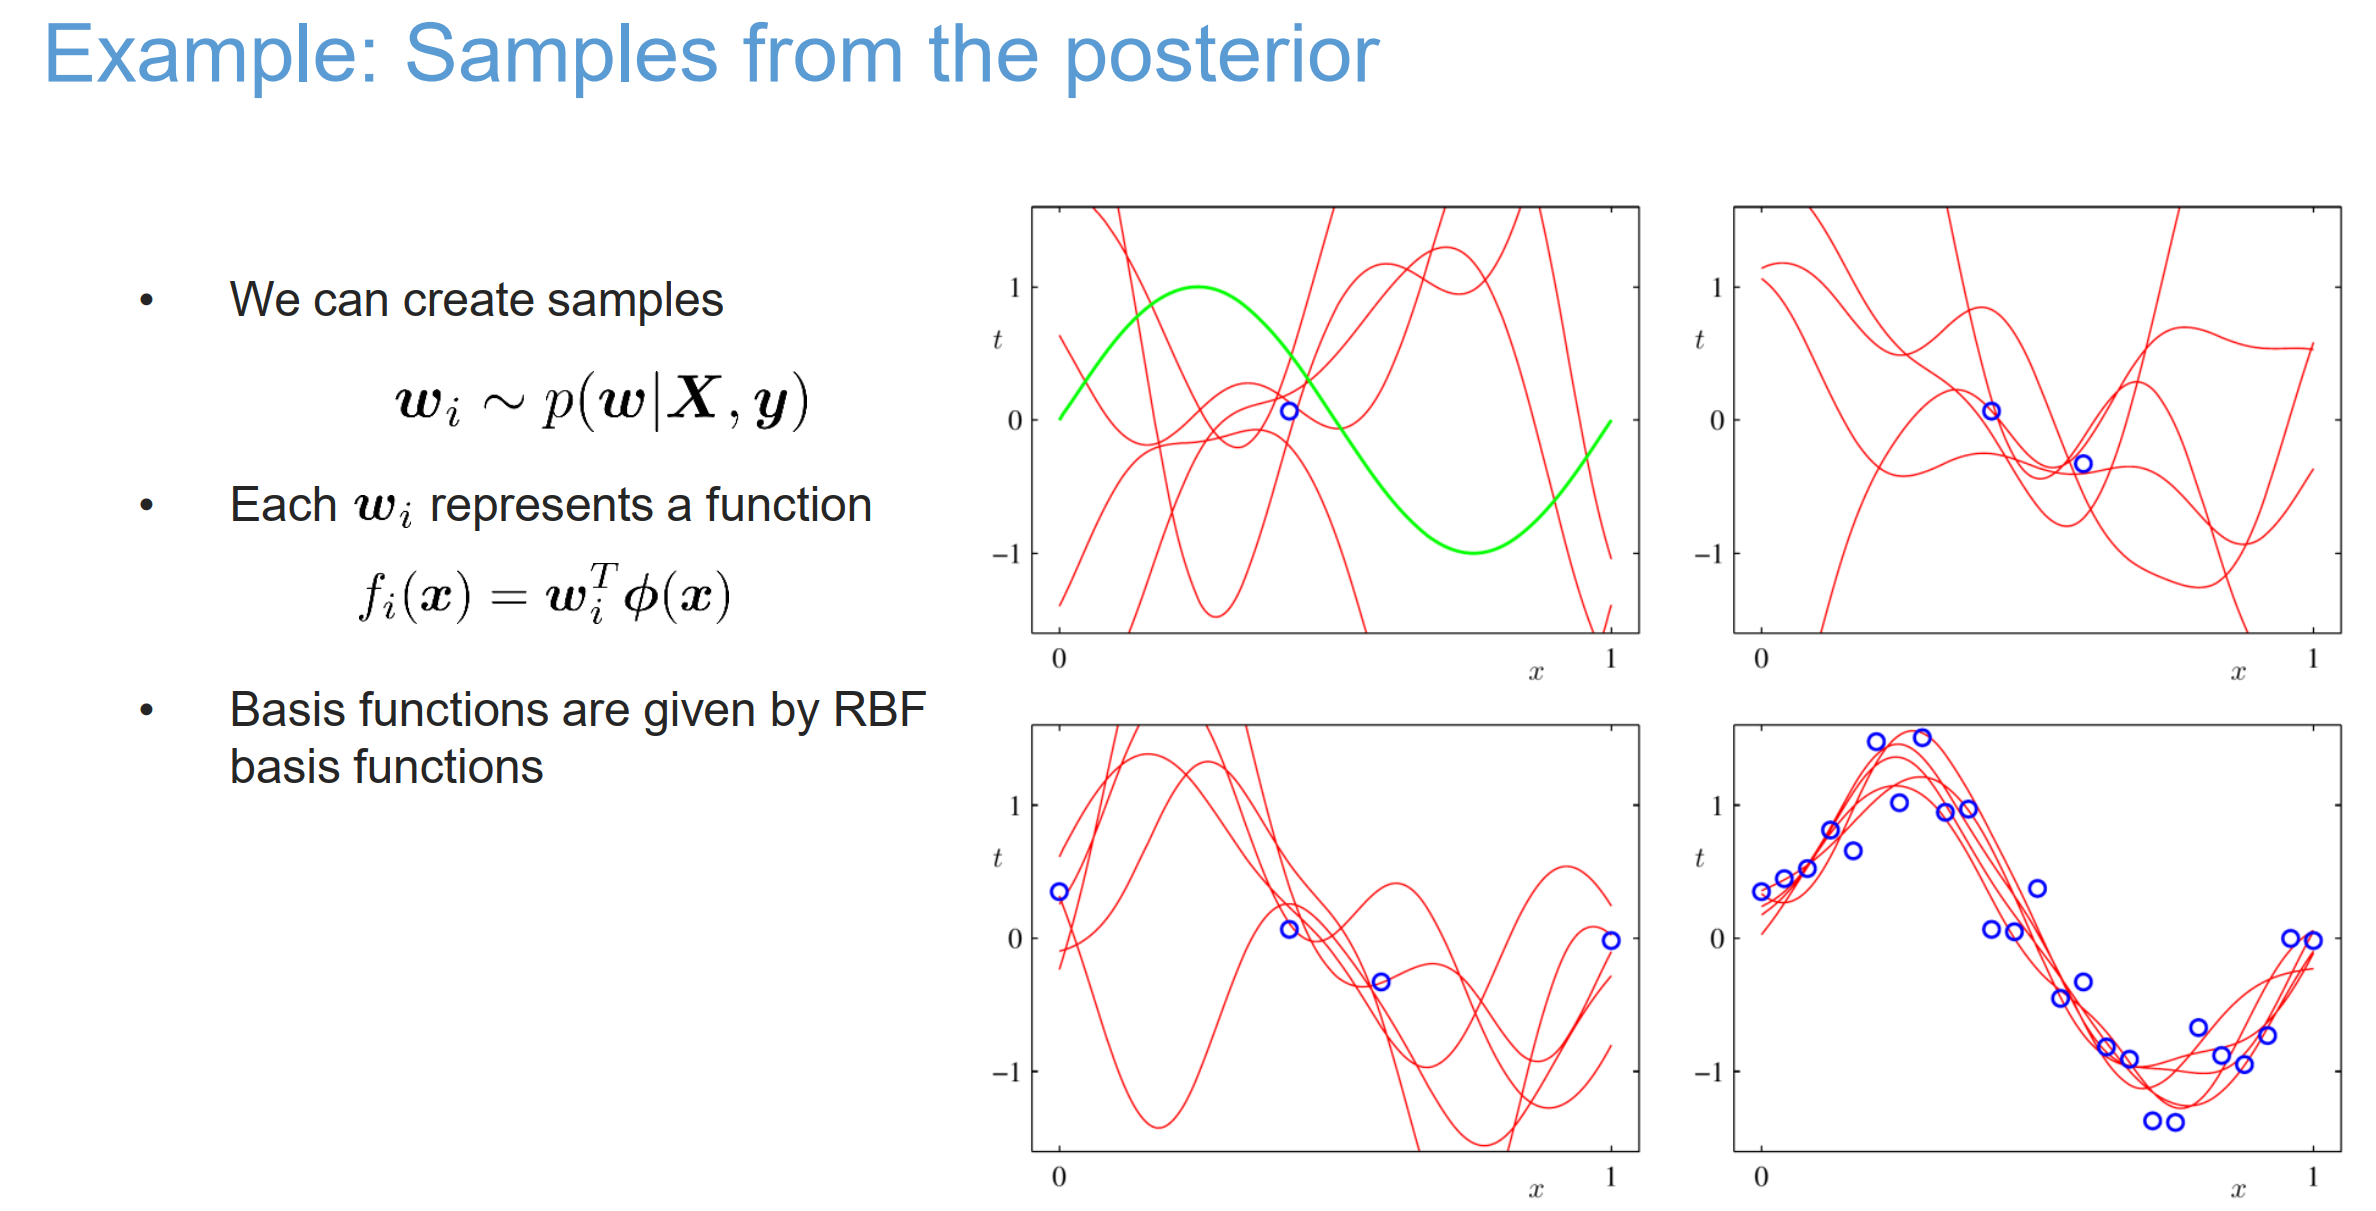 Example: Samples from the posterior
• We can create samples
$\boldsymbol{w}_i \sim p(\boldsymbol{w}|\boldsymbol{X}, \boldsymbol{y})$
• Each $\boldsymbol{w}_i$ represents a function
$f_i(\boldsymbol{x}) = \boldsymbol{w}_i^T \boldsymbol{\phi}(\boldsymbol{x})$
• Basis functions are given by RBF
basis functions
1
t
0
−1
0
x
1
1
t
0
−1
0
x
1
1
t
0
−1
0
x
1
1
t
0
−1
0
x
1